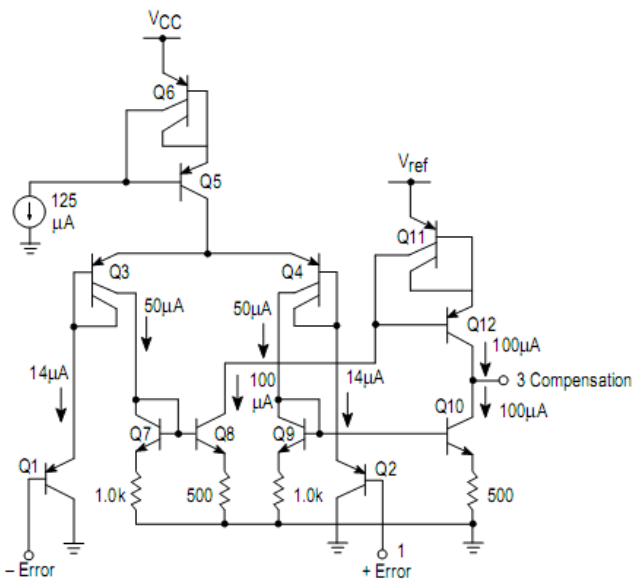 VCC
Q6
Q5
125
µA
Vref
Q11
Q3
Q4
Q12
50µA
50µA
100µA
3 Compensation
14µA
100
µA
14µA
100µA
Q10
Q7
Q8
Q9
Q1
Q2
1.0k
500
1.0k
500
– Error
1
+ Error